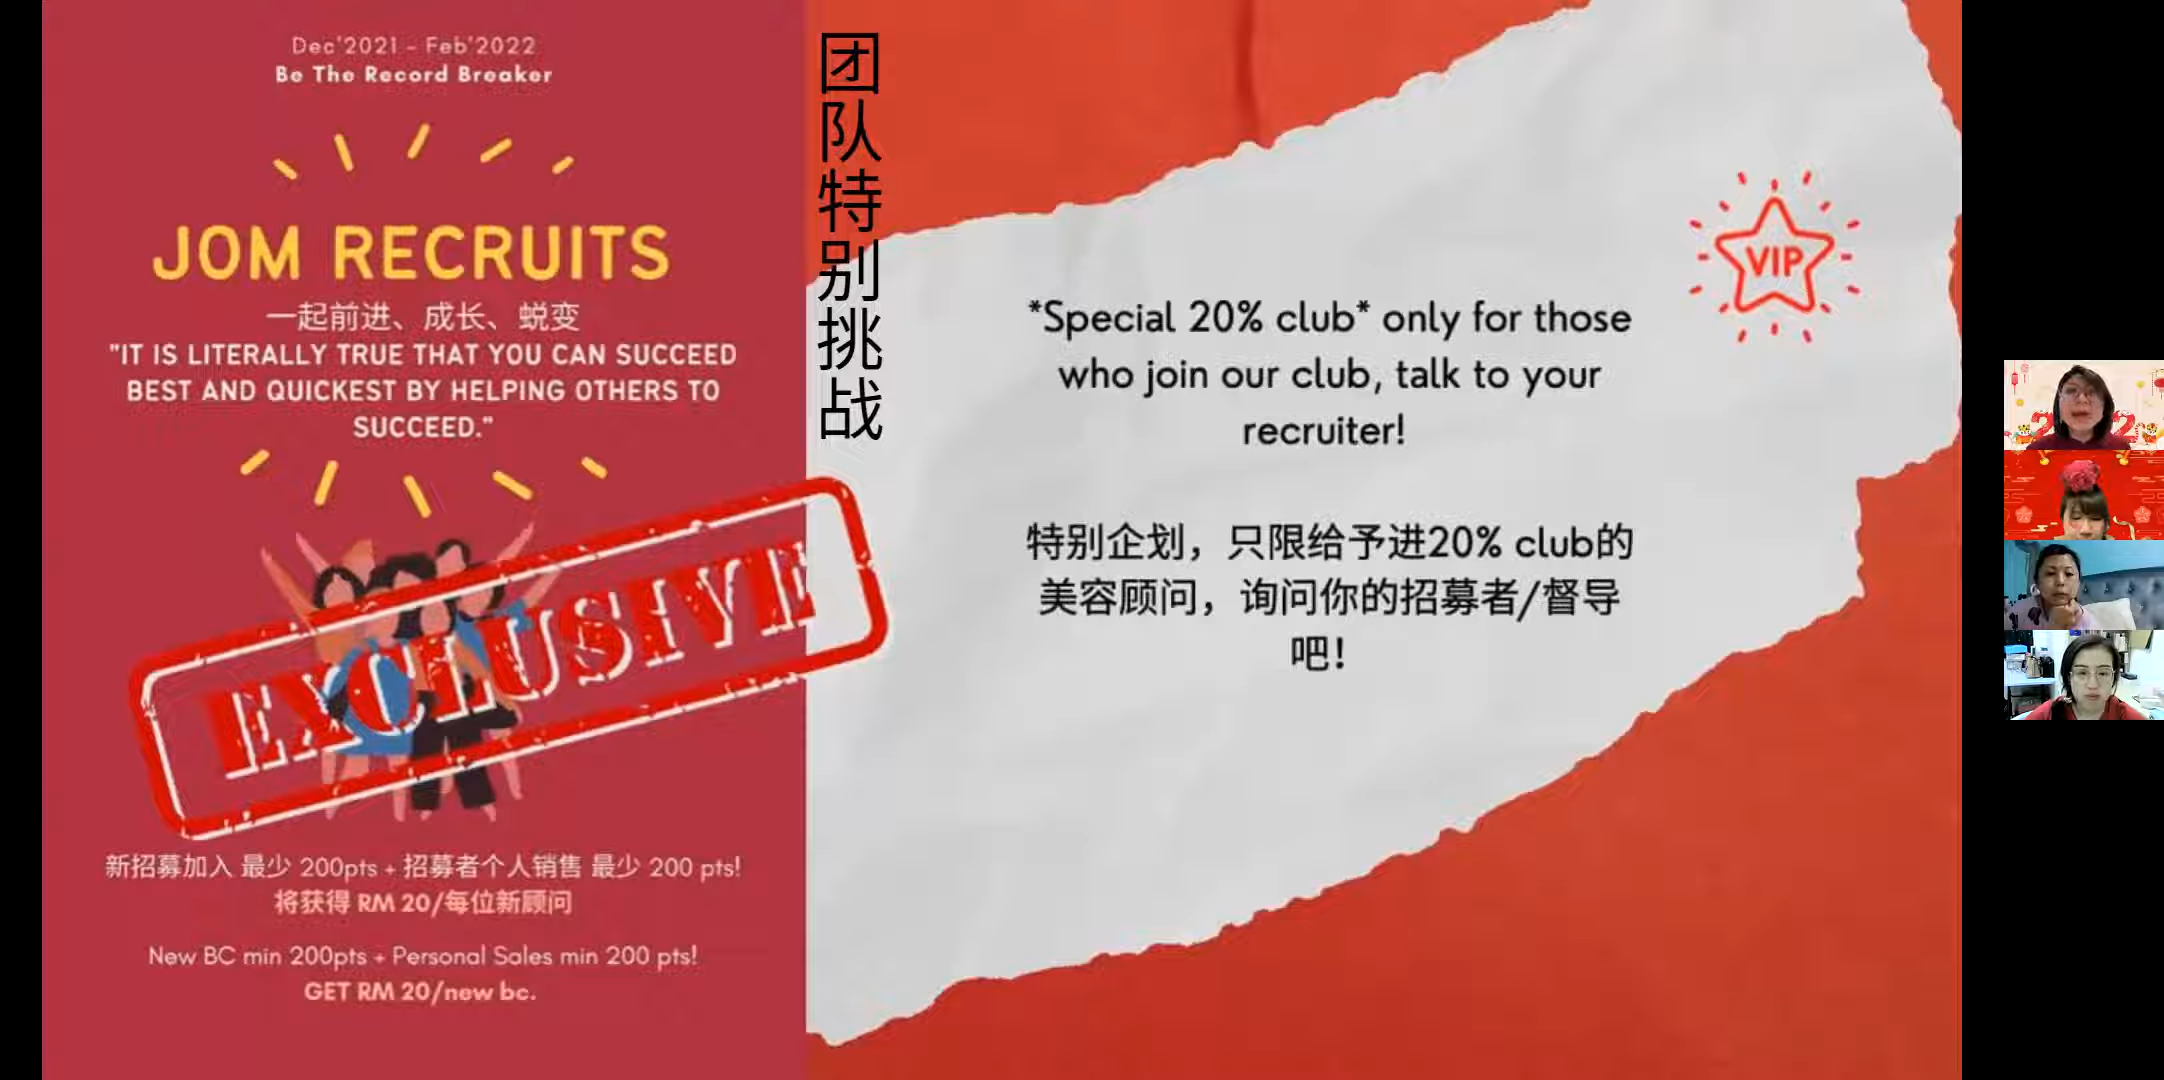 Dec'2021 - Feb'2022
Be The Record Breaker
JOM RECRUITS
一起前进、成长、蜕变
"IT IS LITERALLY TRUE THAT YOU CAN SUCCEED
BEST AND QUICKEST BY HELPING OTHERS TO
SUCCEED."
EXCLUSIVE
新招募加入 最少 200pts + 招募者个人销售 最少 200 pts!
将获得 RM 20/每位新顾问
New BC min 200pts + Personal Sales min 200 pts!
GET RM 20/new bc.
团队特别挑战
VIP
*Special 20% club* only for those
who join our club, talk to your
recruiter!
特别企划，只限给予进20% club的
美容顾问，询问你的招募者/督导
吧！